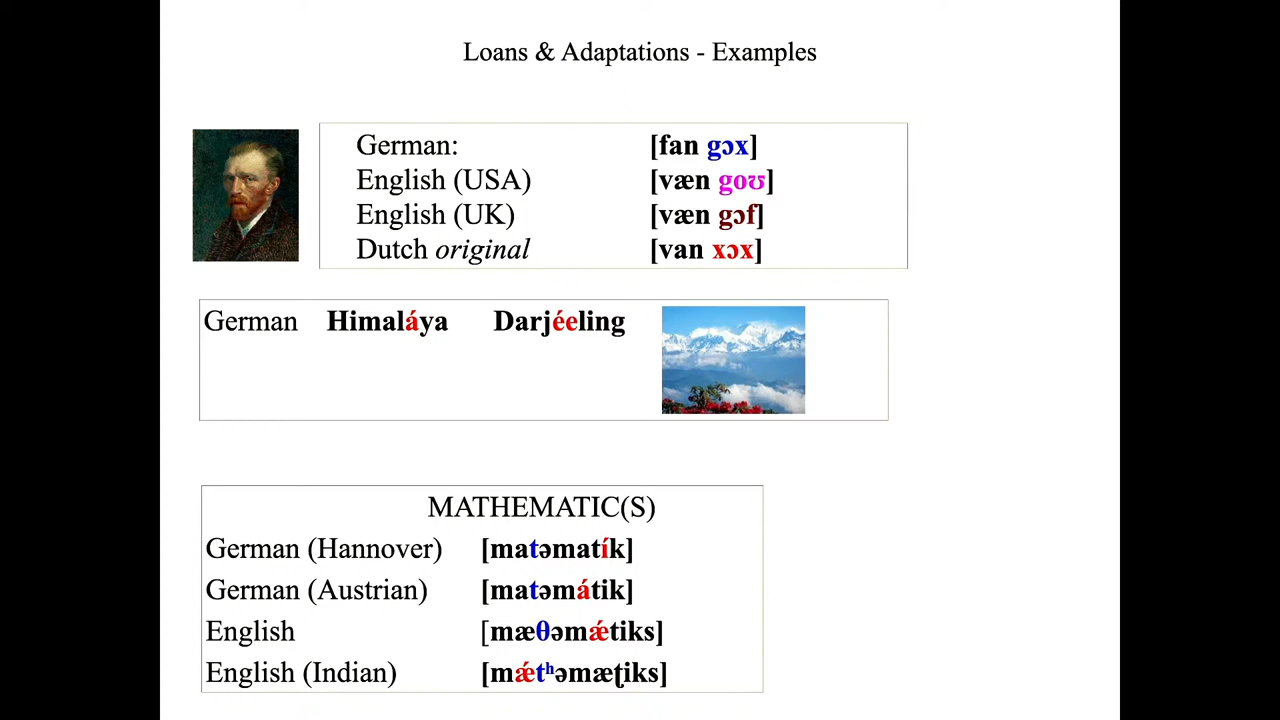 Loans & Adaptations - Examples
German: [fan gɔx]
English (USA) [væn goʊ]
English (UK) [væn gɔf]
Dutch original [van xɔx]
German Himaláya Darjéeling
MATHEMATIC(S)
German (Hannover) [matəmatík]
German (Austrian) [matəmátik]
English [mæθəmǽtiks]
English (Indian) [mǽtʰəmæʈiks]